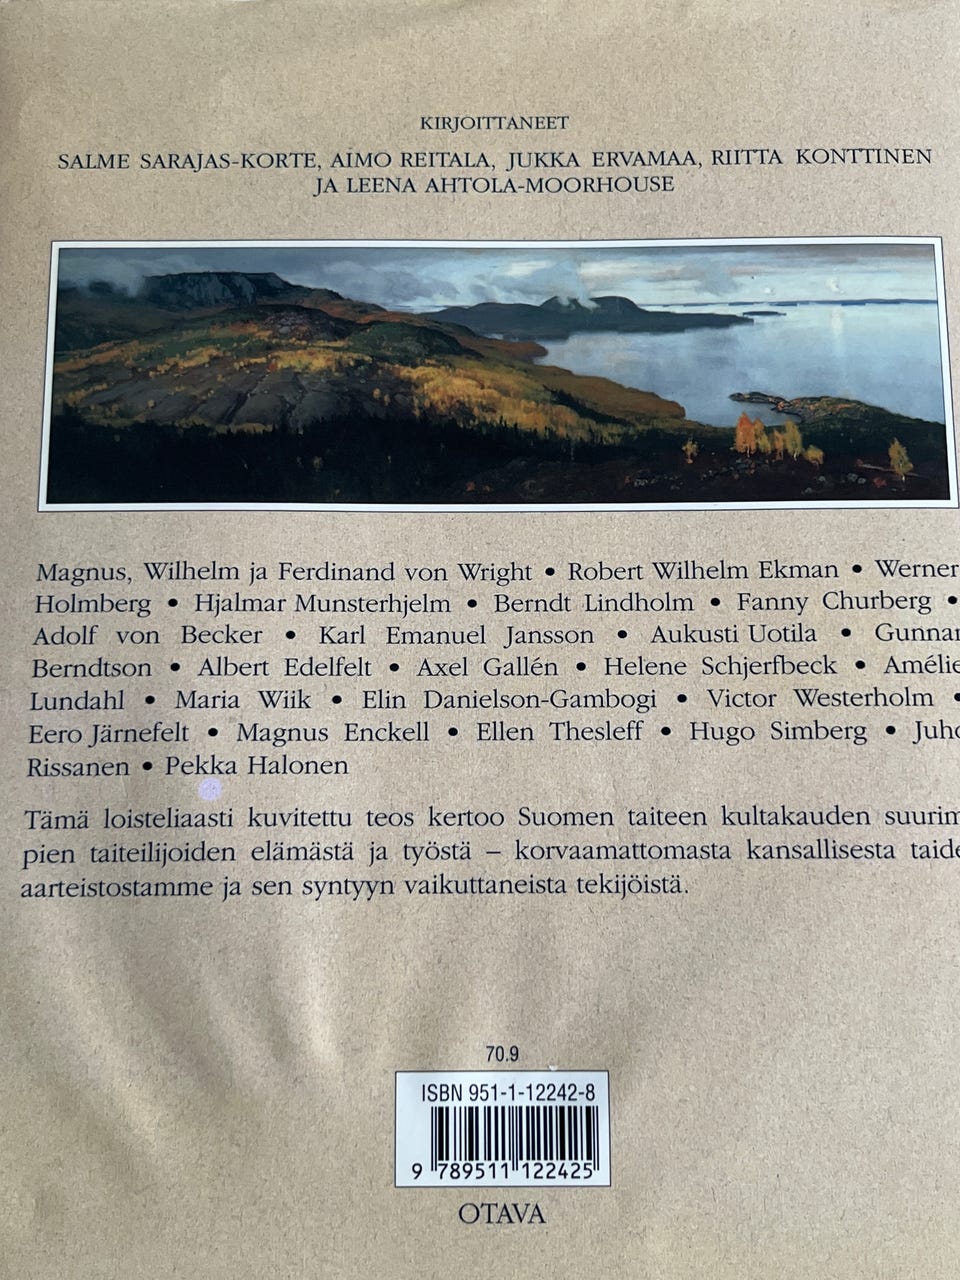 KIRJOITTANEET
SALME SARAJAS-KORTE, AIMO REITALA, JUKKA ERVAMAA, RIITTA KONTTINEN
JA LEENA AHTOLA-MOORHOUSE
Magnus, Wilhelm ja Ferdinand von Wright • Robert Wilhelm Ekman • Werner
Holmberg • Hjalmar Munsterhjelm • Berndt Lindholm • Fanny Churberg •
Adolf von Becker • Karl Emanuel Jansson • Aukusti Uotila • Gunnar
Berndtson • Albert Edelfelt • Axel Gallén • Helene Schjerfbeck • Amélie
Lundahl • Maria Wiik • Elin Danielson-Gambogi • Victor Westerholm •
Eero Järnefelt • Magnus Enckell • Ellen Thesleff • Hugo Simberg • Juho
Rissanen • Pekka Halonen
Tämä loisteliaasti kuvitettu teos kertoo Suomen taiteen kultakauden suurim
pien taiteilijoiden elämästä ja työstä – korvaamattomasta kansallisesta taide
aarteistostamme ja sen syntyyn vaikuttaneista tekijöistä.
70.9
ISBN 951-1-12242-8
9 789511 122425
OTAVA